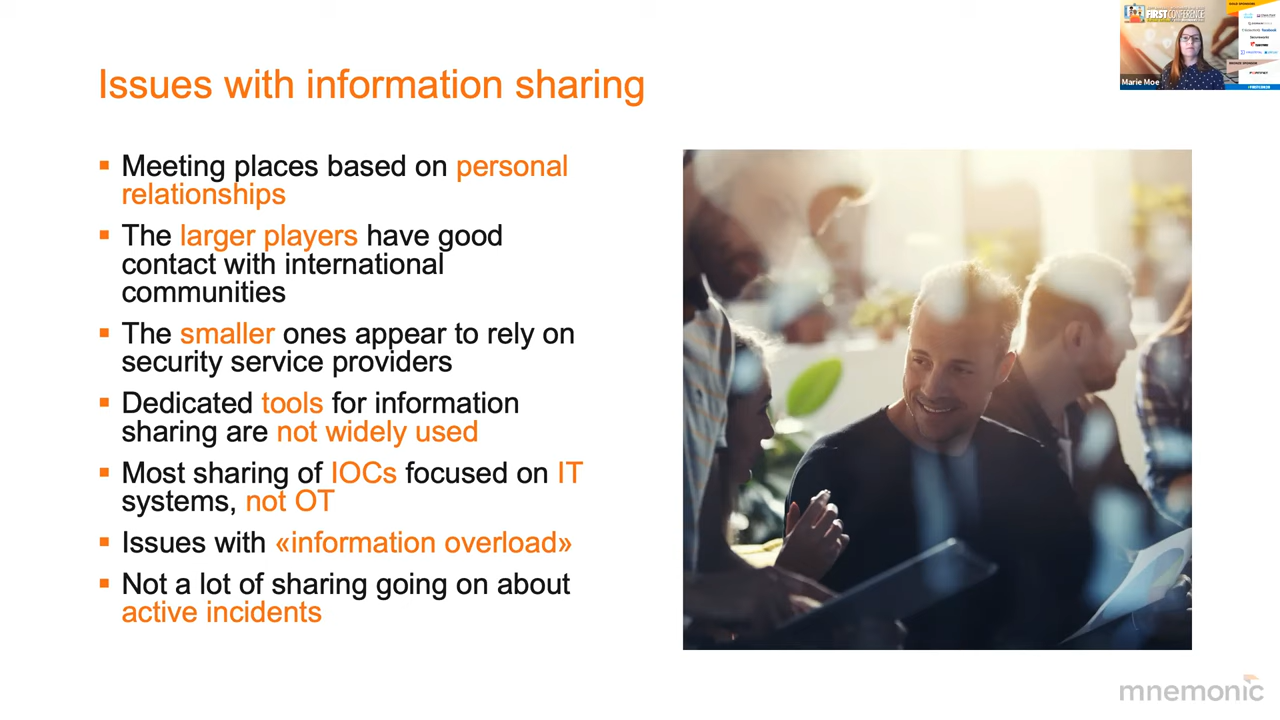 FIRSTCONFERENCE
Marie Moe
Issues with information sharing
▪ Meeting places based on personal
relationships
▪ The larger players have good
contact with international
communities
▪ The smaller ones appear to rely on
security service providers
▪ Dedicated tools for information
sharing are not widely used
▪ Most sharing of IOCs focused on IT
systems, not OT
▪ Issues with «information overload»
▪ Not a lot of sharing going on about
active incidents
mnemonic